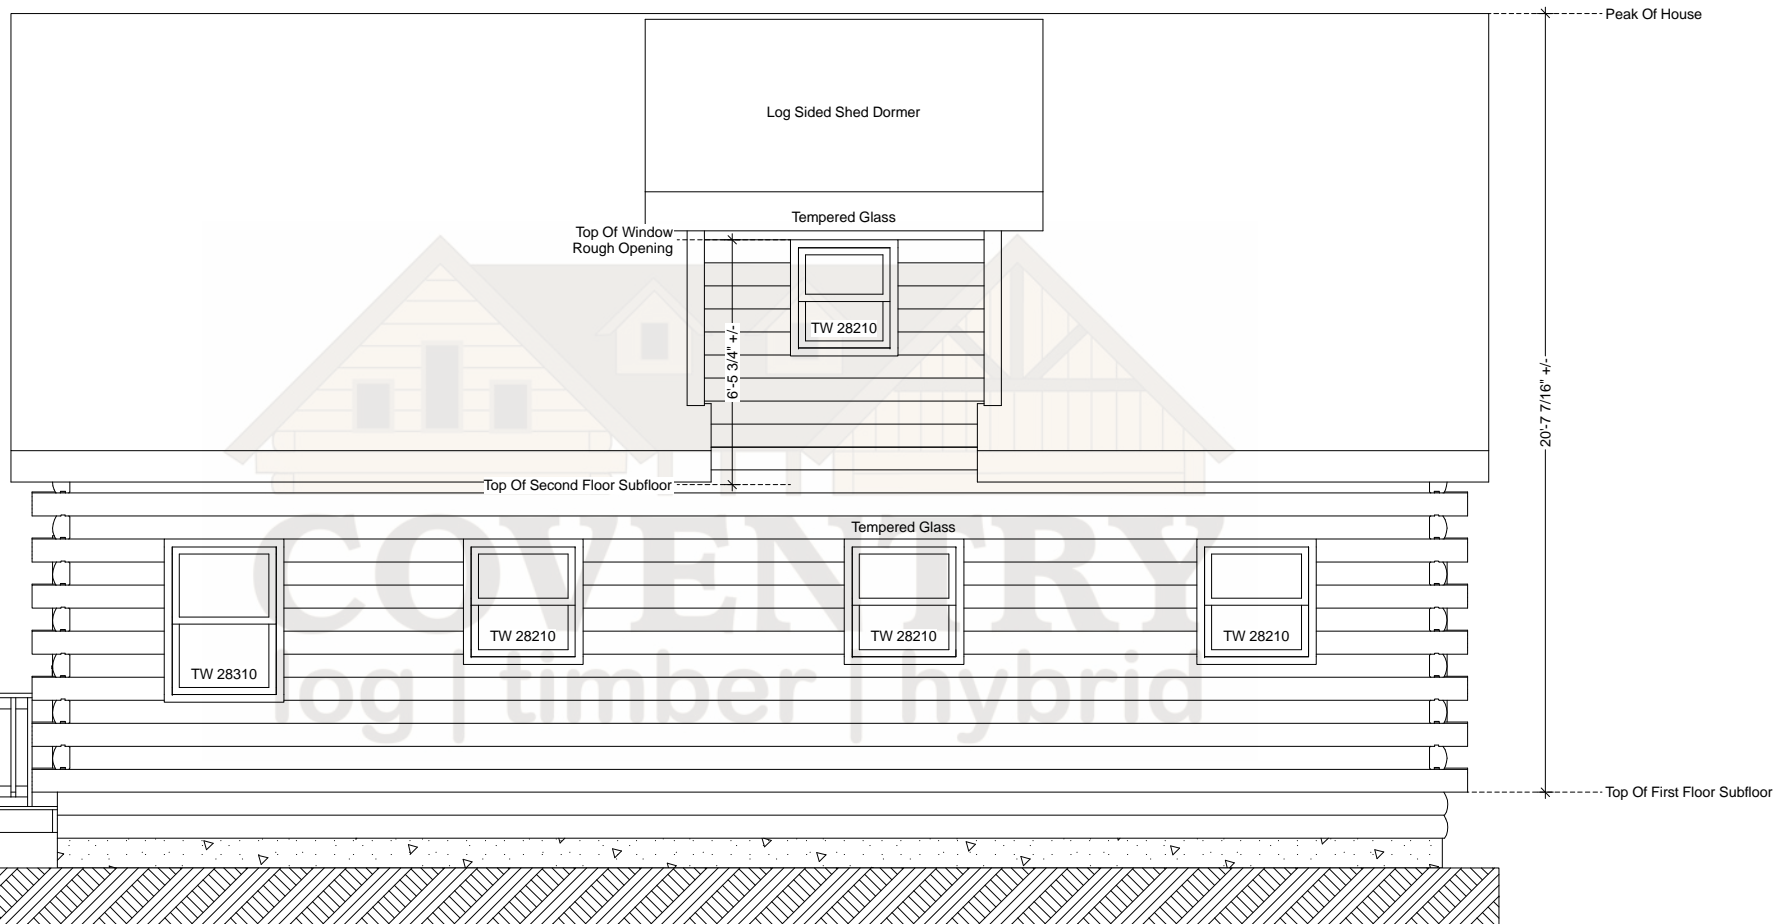 Peak Of House
Log Sided Shed Dormer
Tempered Glass
Top Of Window
Rough Opening
TW 28210
6'-5 3/4" +/-
20'-7 7/16" +/-
Top Of Second Floor Subfloor
Tempered Glass
COVENTRY
TW 28210
TW 28210
TW 28210
TW 28310
log | timber | hybrid
Top Of First Floor Subfloor